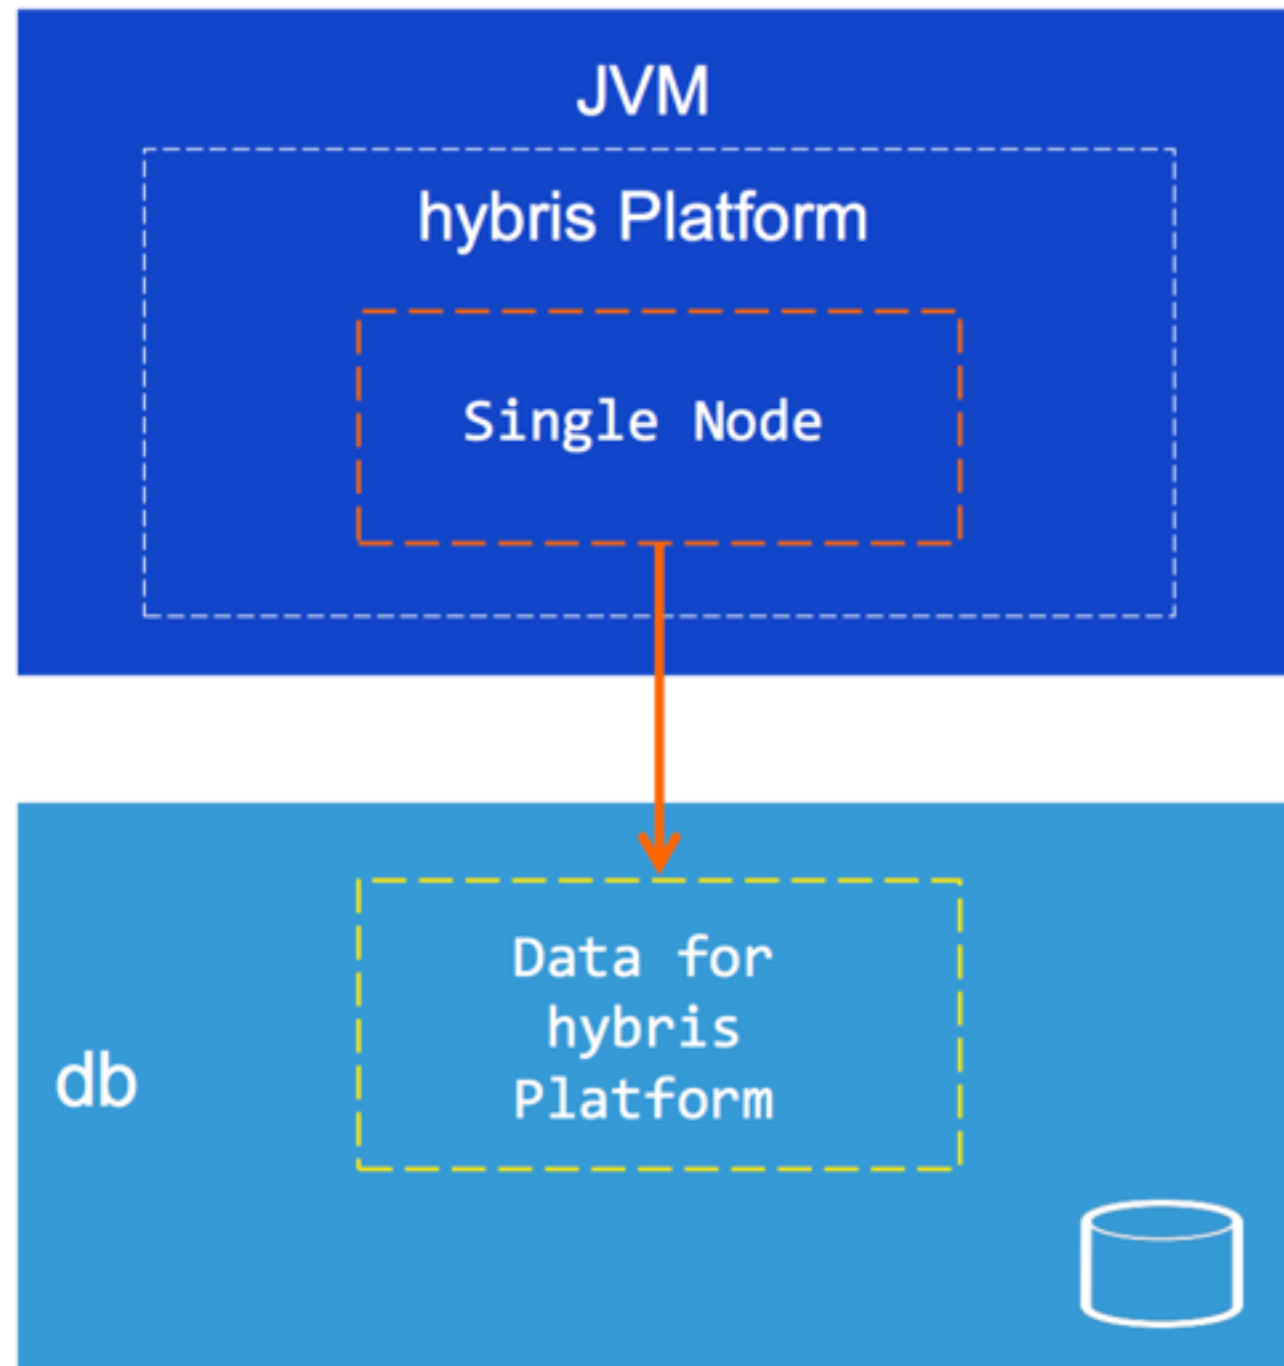 JVM
hybris Platform
Single Node
Data for
hybris
Platform
db